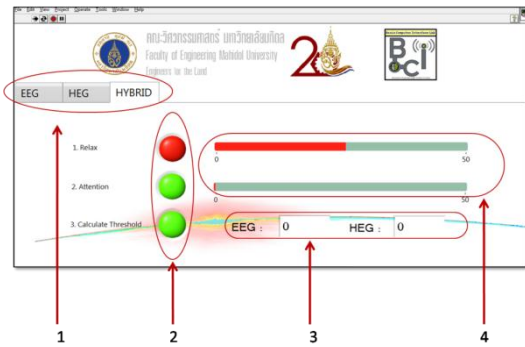 File Edit View Project Operate Tools Window Help
คณะวิศวกรรมศาสตร์ มหาวิทยาลัยมหิดล
Faculty of Engineering Mahidol University
Engineers for the Land
BCI
EEG HEG HYBRID
1. Relax
0 50
2. Attention
0 50
3. Calculate Threshold
EEG : 0 HEG : 0
1 2 3 4